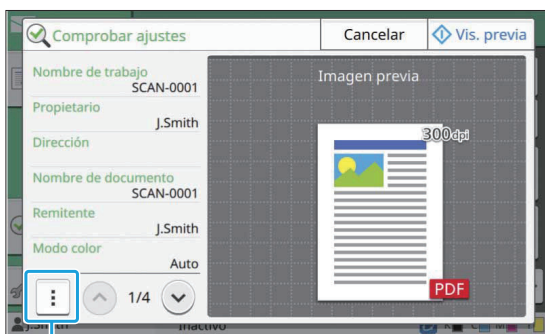 Comprobar ajustes
Cancelar
Vis. previa
Nombre de trabajo
SCAN-0001
Propietario
J.Smith
Dirección
Nombre de documento
SCAN-0001
Remitente
J.Smith
Modo color
Auto
1/4
Imagen previa
300dpi
PDF
J.Smith
Inactivo
K
C
M
Y